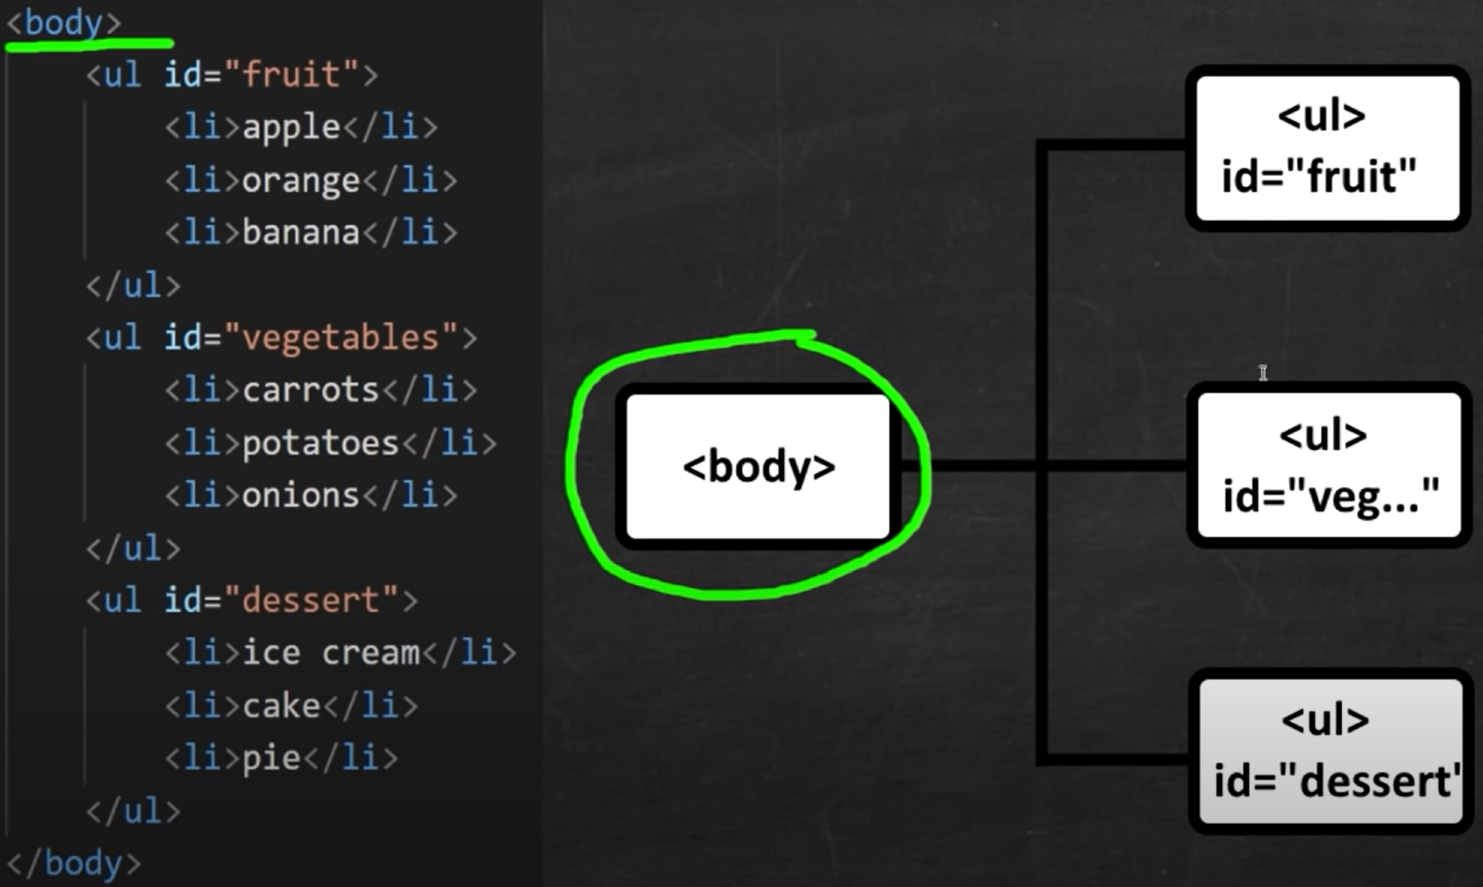 <body>
<ul id="fruit">
<li>apple</li>
<li>orange</li>
<li>banana</li>
</ul>
<ul id="vegetables">
<li>carrots</li>
<li>potatoes</li>
<li>onions</li>
</ul>
<ul id="dessert">
<li>ice cream</li>
<li>cake</li>
<li>pie</li>
</ul>
</body>
<body>
<ul>
id="fruit"
<ul>
id="veg..."
<ul>
id="dessert'